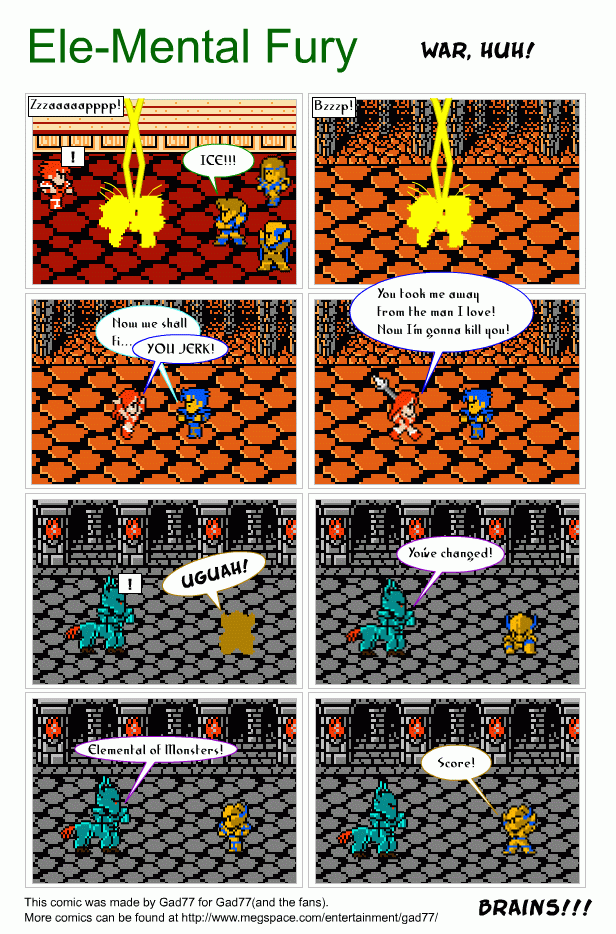 Ele-Mental Fury
WAR, HUH!
Zzzaaaaapppp!
!
ICE!!!
Bzzzp!
Now we shall
fi...
YOU JERK!
You took me away
from the man I love!
Now I'm gonna kill you!
!
UGUAH!
You've changed!
Elemental of Monsters!
Score!
This comic was made by Gad77 for Gad77(and the fans).
More comics can be found at http://www.megspace.com/entertainment/gad77/
BRAINS!!!